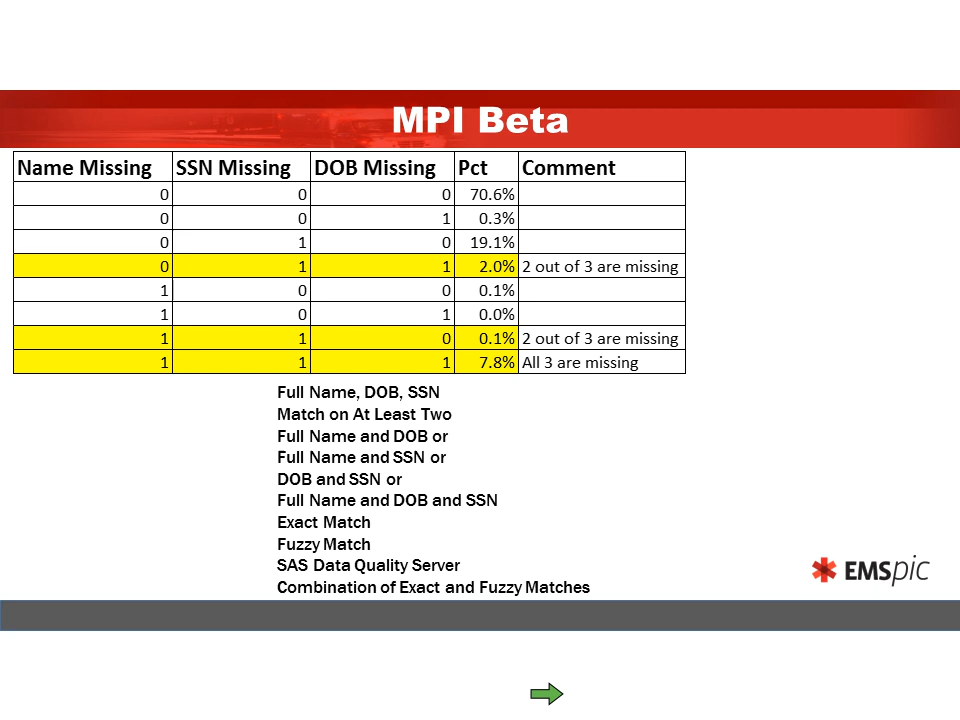 MPI Beta
Name Missing SSN Missing DOB Missing Pct Comment
0 0 0 70.6%
0 0 1 0.3%
0 1 0 19.1%
0 1 1 2.0% 2 out of 3 are missing
1 0 0 0.1%
1 0 1 0.0%
1 1 0 0.1% 2 out of 3 are missing
1 1 1 7.8% All 3 are missing
Full Name, DOB, SSN
Match on At Least Two
Full Name and DOB or
Full Name and SSN or
DOB and SSN or
Full Name and DOB and SSN
Exact Match
Fuzzy Match
SAS Data Quality Server
Combination of Exact and Fuzzy Matches
EMSpic